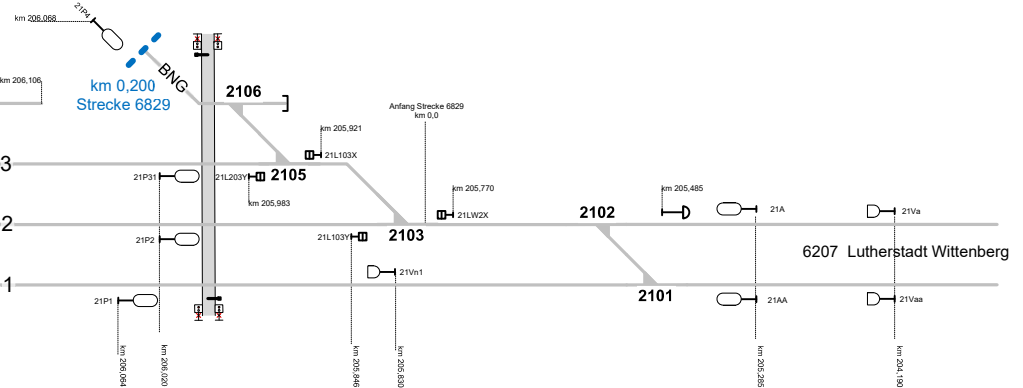 21P4
km 206,068
km 206,106
BNG
km 0,200
Strecke 6829
2106
Anfang Strecke 6829
km 0,0
km 205,921
21L103X
3
21P31
21L203Y
2105
km 205,983
km 205,770
21LW2X
km 205,485
21A
21Va
2
21P2
21L103Y
2103
2102
6207 Lutherstadt Wittenberg
21Vn1
1
21P1
2101
21AA
21Vaa
km 206,064
km 206,020
km 205,846
km 205,830
km 205,285
km 204,190